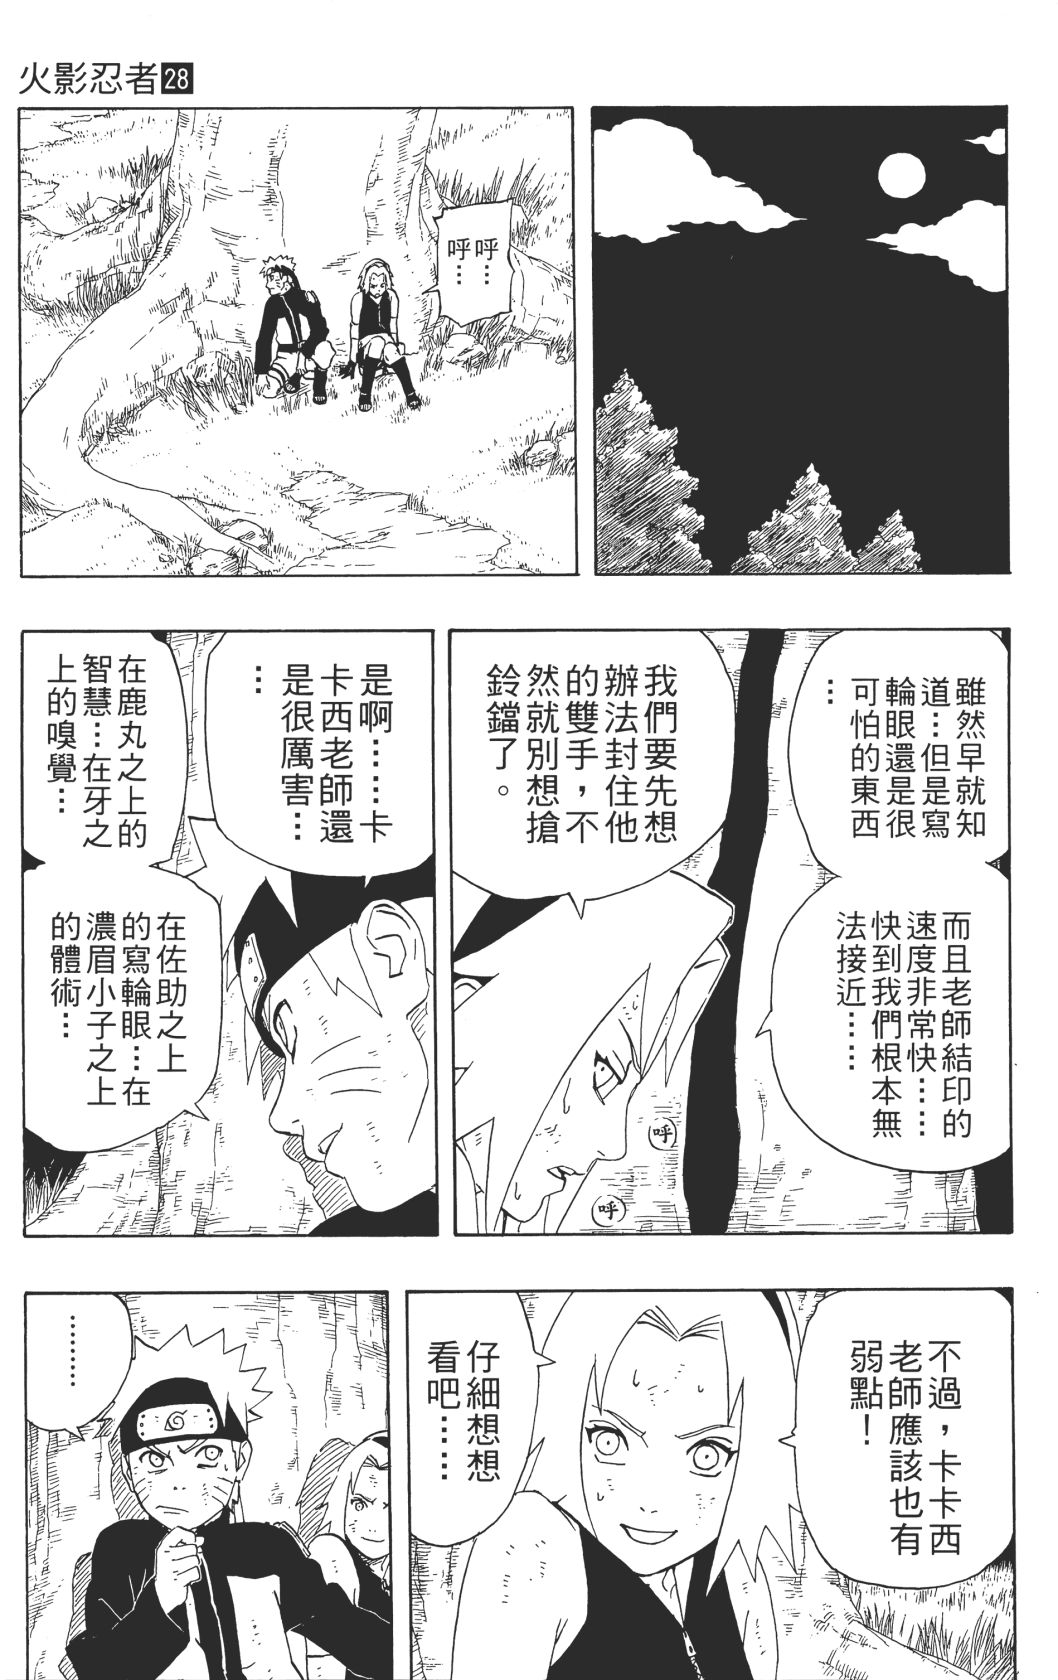 火影忍者28
呼…
呼…
雖然早就知
道…但是寫
輪眼還是很
可怕的東西
…
而且老師結印的
速度非常快……
快到我們根本無
法接近……
我們要先想
辦法封住他
的雙手，不
然就別想搶
鈴鐺了。
呼
呼
是啊……卡
卡西老師還
是很厲害…
…
在鹿丸之上的
智慧…在牙之
上的嗅覺…
在佐助之上
的寫輪眼…在
濃眉小子之上
的體術…
不過，卡卡西
老師應該也有
弱點！
仔細想想
看吧……
………